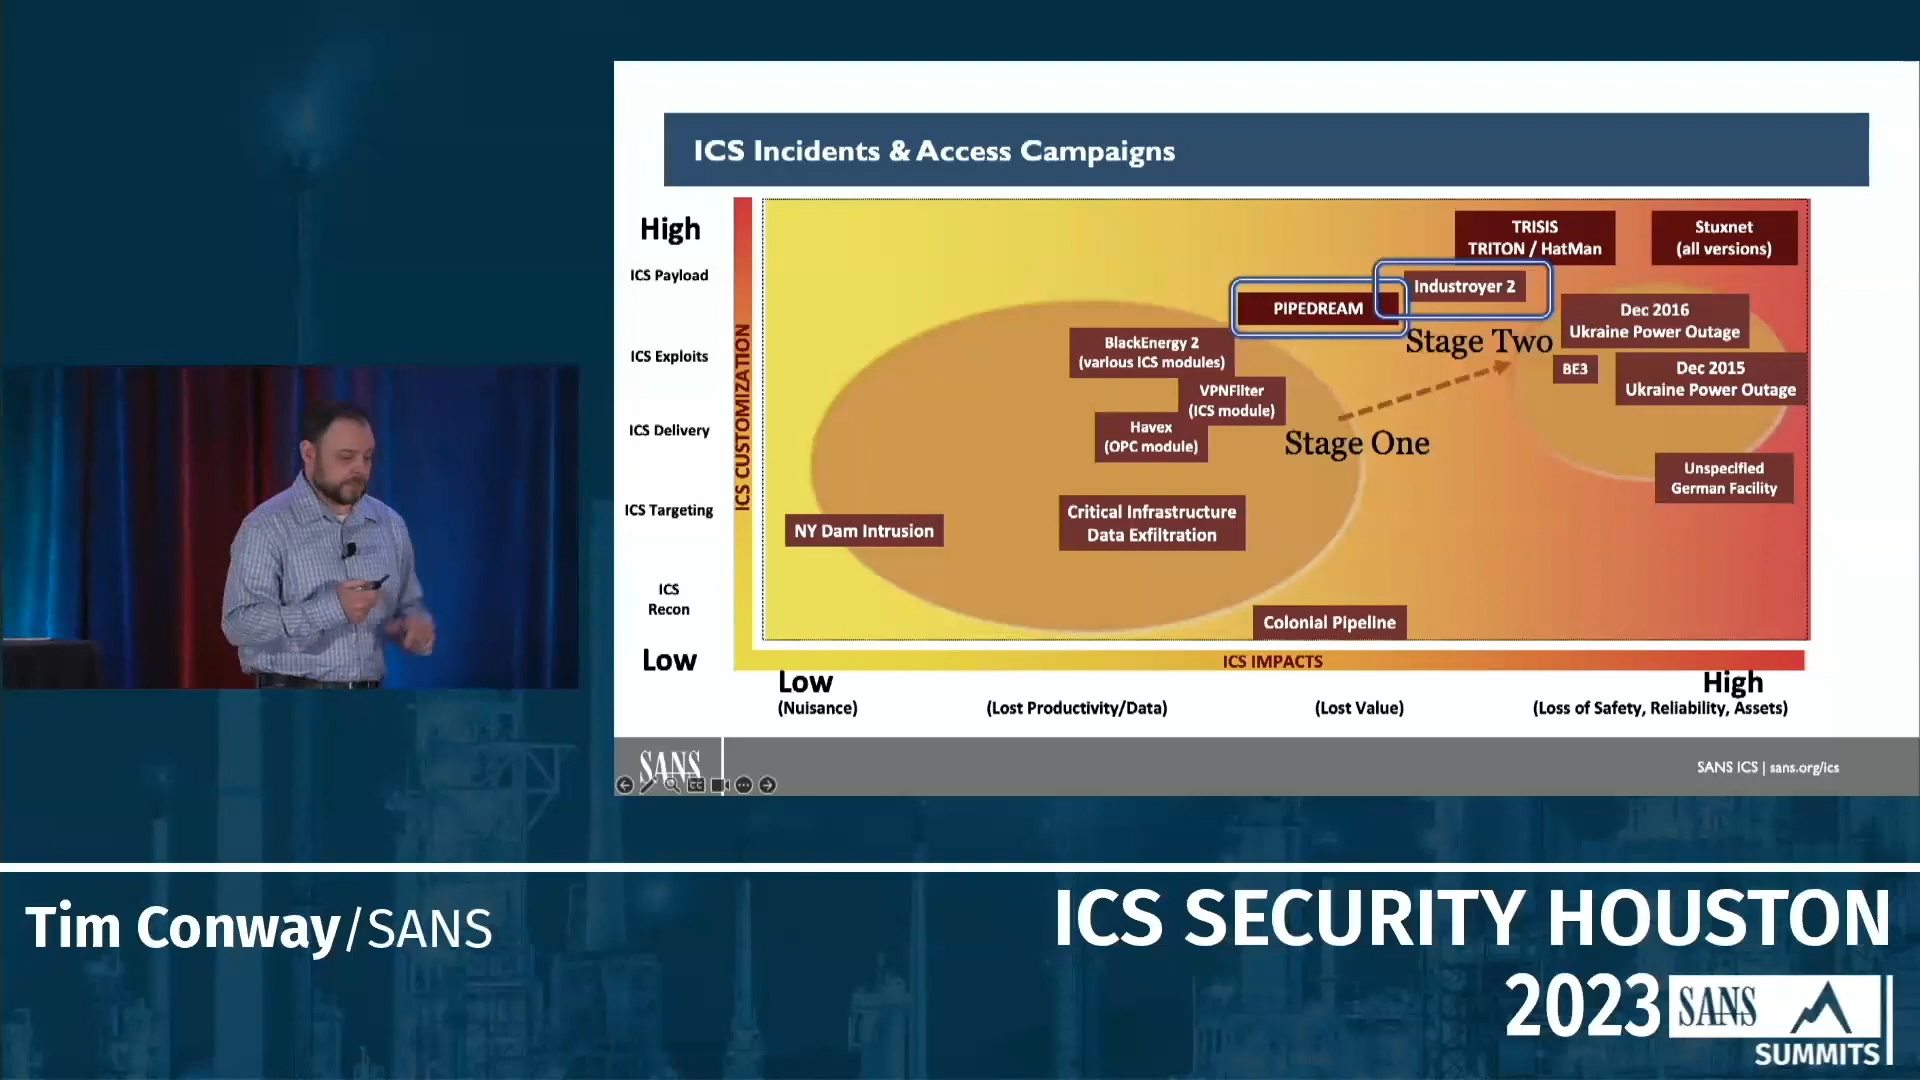 ICS Incidents & Access Campaigns
High
ICS Payload
ICS Exploits
ICS Delivery
ICS Targeting
ICS
Recon
Low
ICS CUSTOMIZATION
TRISIS
TRITON / HatMan
Stuxnet
(all versions)
Industroyer 2
PIPEDREAM
Dec 2016
Ukraine Power Outage
Stage Two
BlackEnergy 2
(various ICS modules)
BE3
Dec 2015
Ukraine Power Outage
VPNFilter
(ICS module)
Havex
(OPC module)
Stage One
Unspecified
German Facility
Critical Infrastructure
Data Exfiltration
NY Dam Intrusion
Colonial Pipeline
ICS IMPACTS
Low
(Nuisance)
(Lost Productivity/Data)
(Lost Value)
High
(Loss of Safety, Reliability, Assets)
SANS
CC
SANS ICS | sans.org/ics
Tim Conway/SANS
ICS SECURITY HOUSTON
2023
SANS
SUMMITS